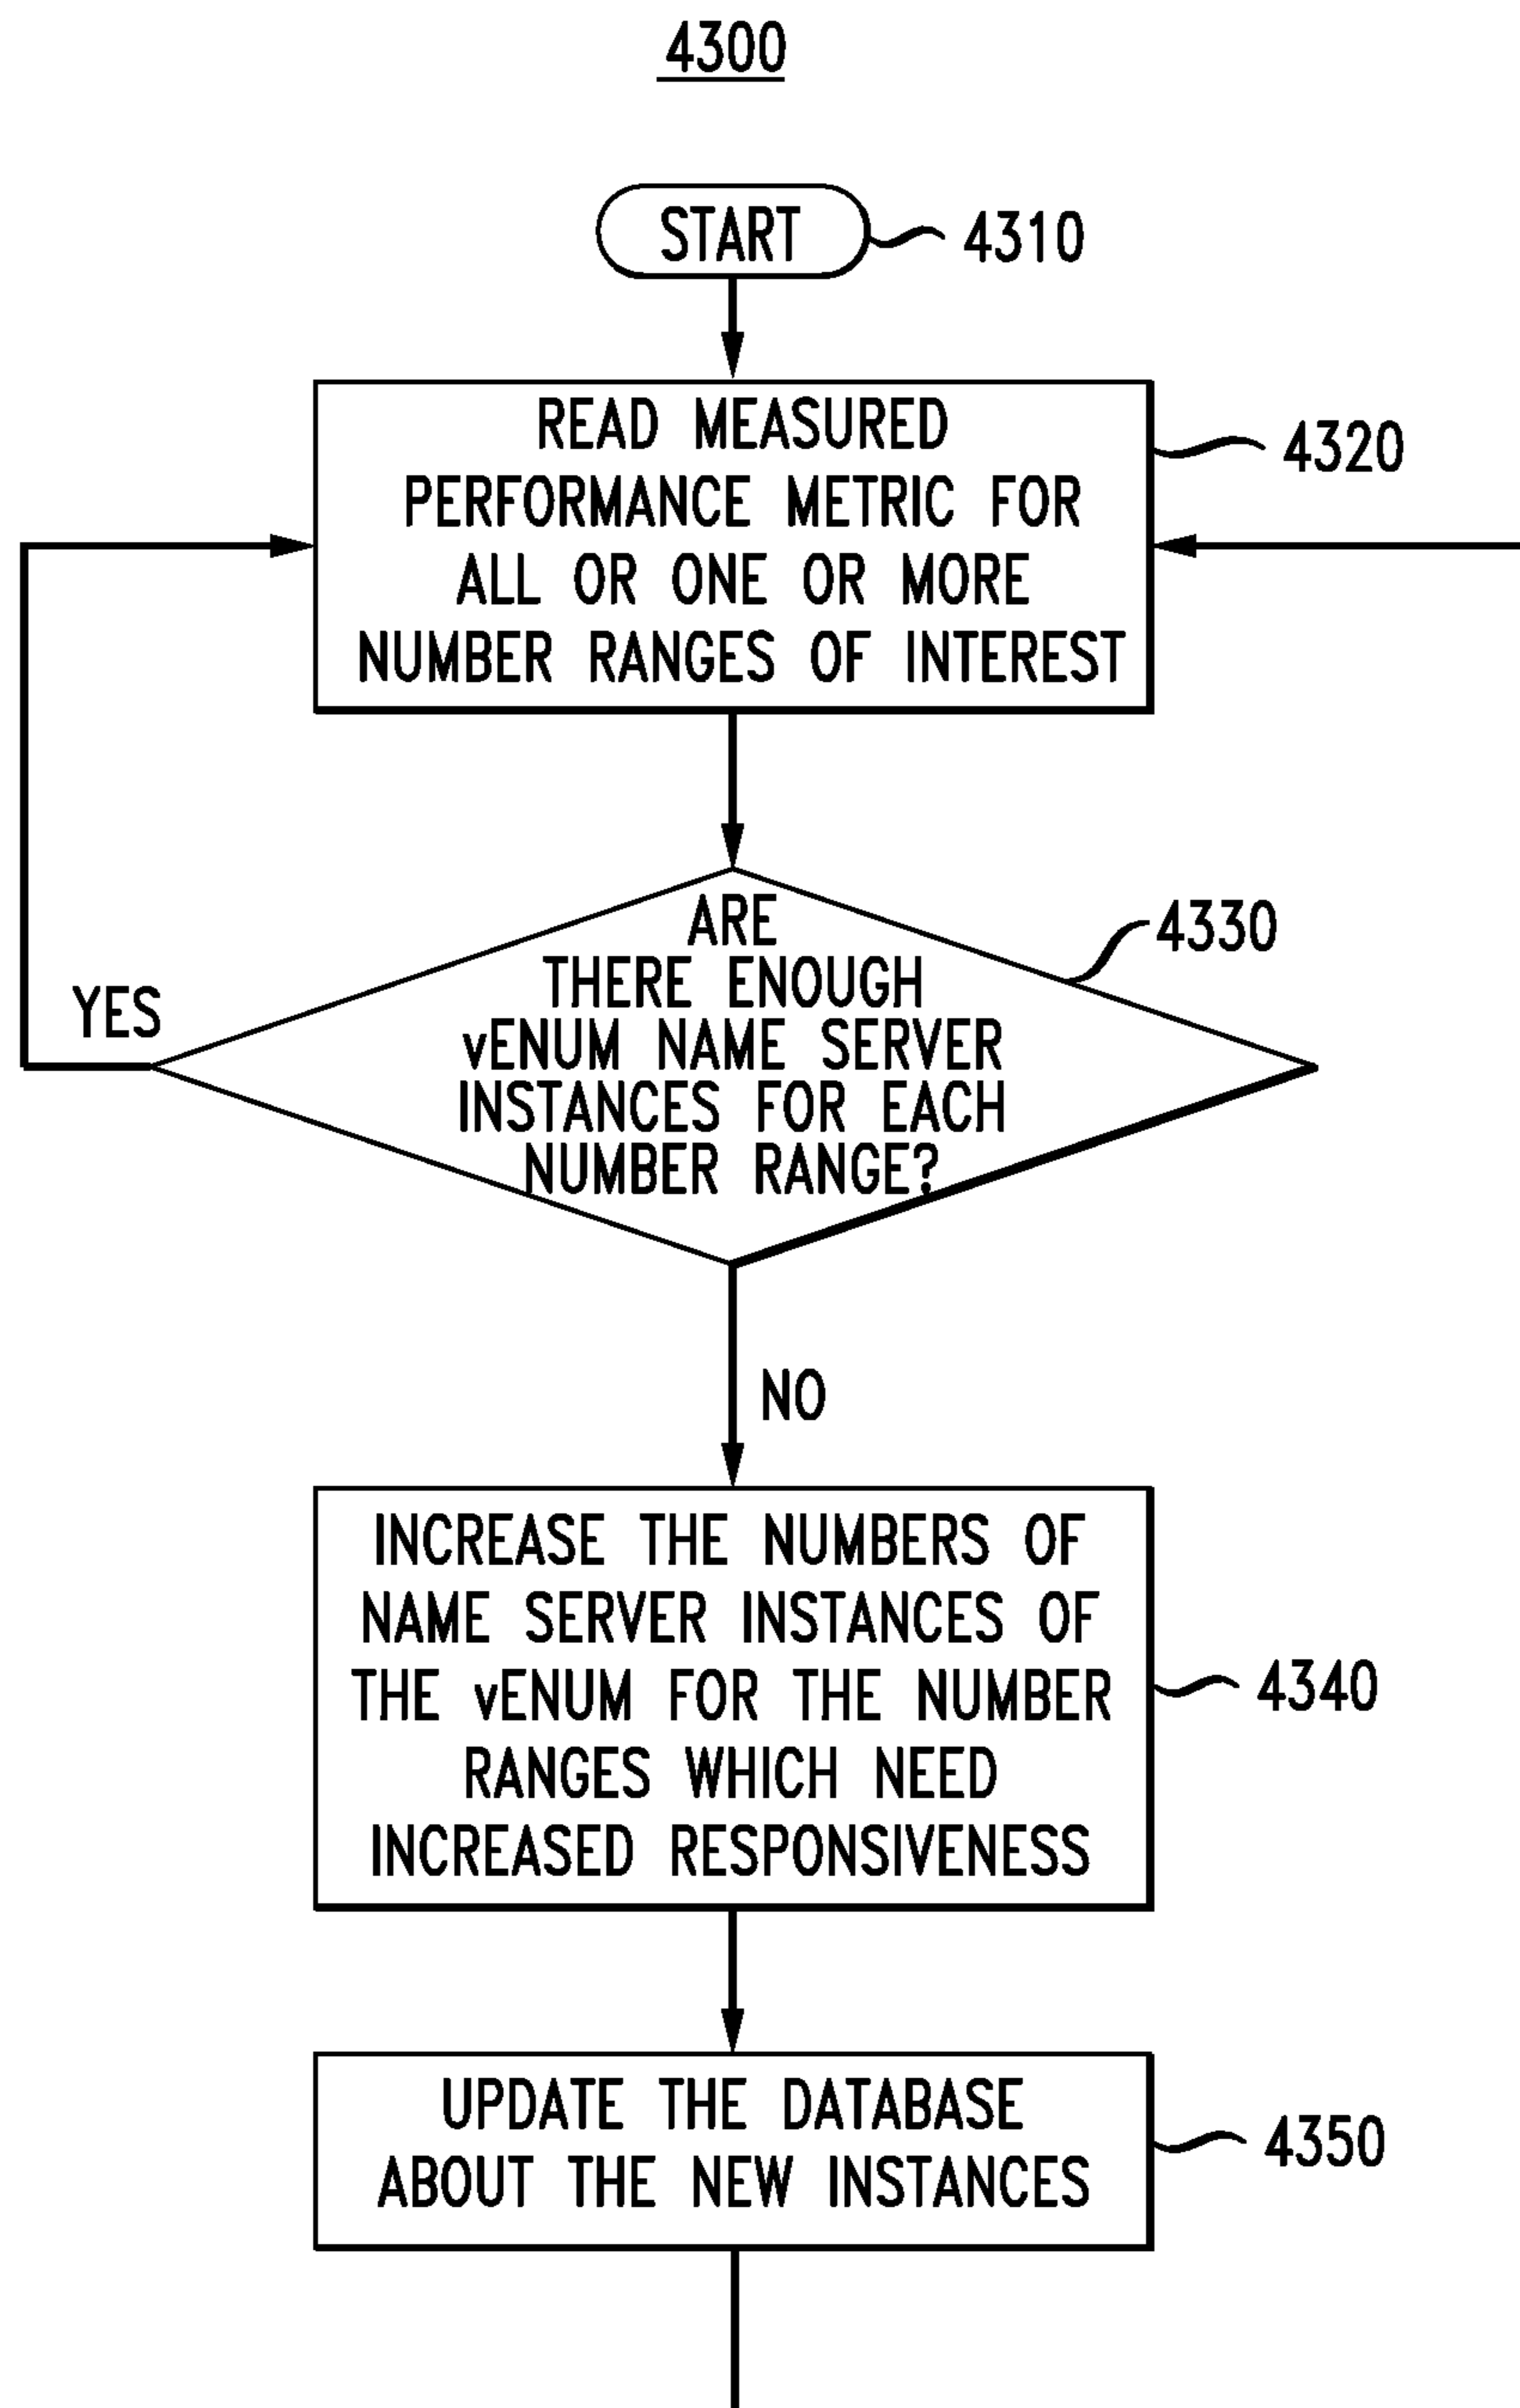 4300
START
4310
READ MEASURED
PERFORMANCE METRIC FOR
ALL OR ONE OR MORE
NUMBER RANGES OF INTEREST
4320
ARE
THERE ENOUGH
vENUM NAME SERVER
INSTANCES FOR EACH
NUMBER RANGE?
4330
YES
NO
INCREASE THE NUMBERS OF
NAME SERVER INSTANCES OF
THE vENUM FOR THE NUMBER
RANGES WHICH NEED
INCREASED RESPONSIVENESS
4340
UPDATE THE DATABASE
ABOUT THE NEW INSTANCES
4350